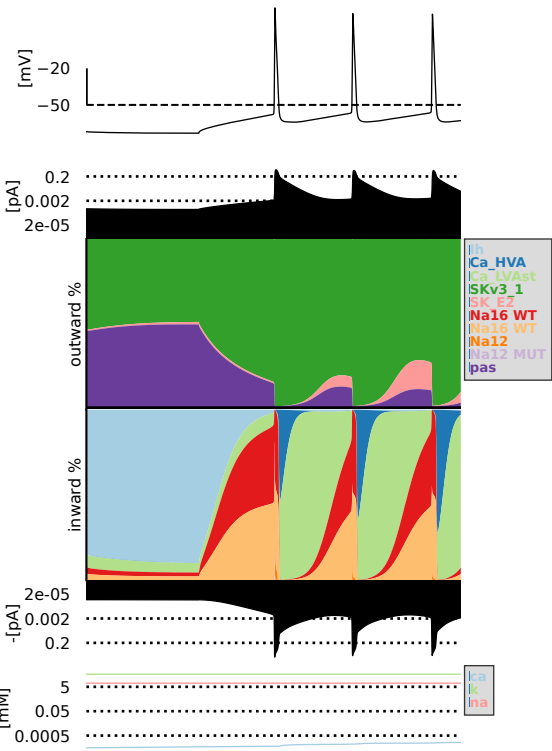 [mV]
−20
−50
[pA]
0.2
0.002
2e-05
outward %
Ih
Ca_HVA
Ca_LVAst
SKv3_1
SK_E2
Na16 WT
Na16 WT
Na12
Na12 MUT
pas
inward %
-[pA]
2e-05
0.002
0.2
[mM]
5
0.05
0.0005
ca
k
na